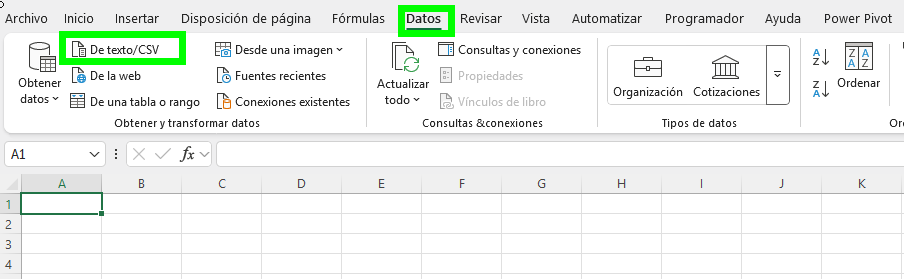 Archivo Inicio Insertar Disposición de página Fórmulas Datos Revisar Vista Automatizar Programador Ayuda Power Pivot
Obtener datos
De texto/CSV
De la web
De una tabla o rango
Desde una imagen
Fuentes recientes
Conexiones existentes
Obtener y transformar datos
Actualizar todo
Consultas y conexiones
Propiedades
Vínculos de libro
Consultas &conexiones
Organización
Cotizaciones
Tipos de datos
A
Z
Z
A
Z A
A Z
Ordenar
Or
A1
fx
A B C D E F G H I J K
1
2
3
4